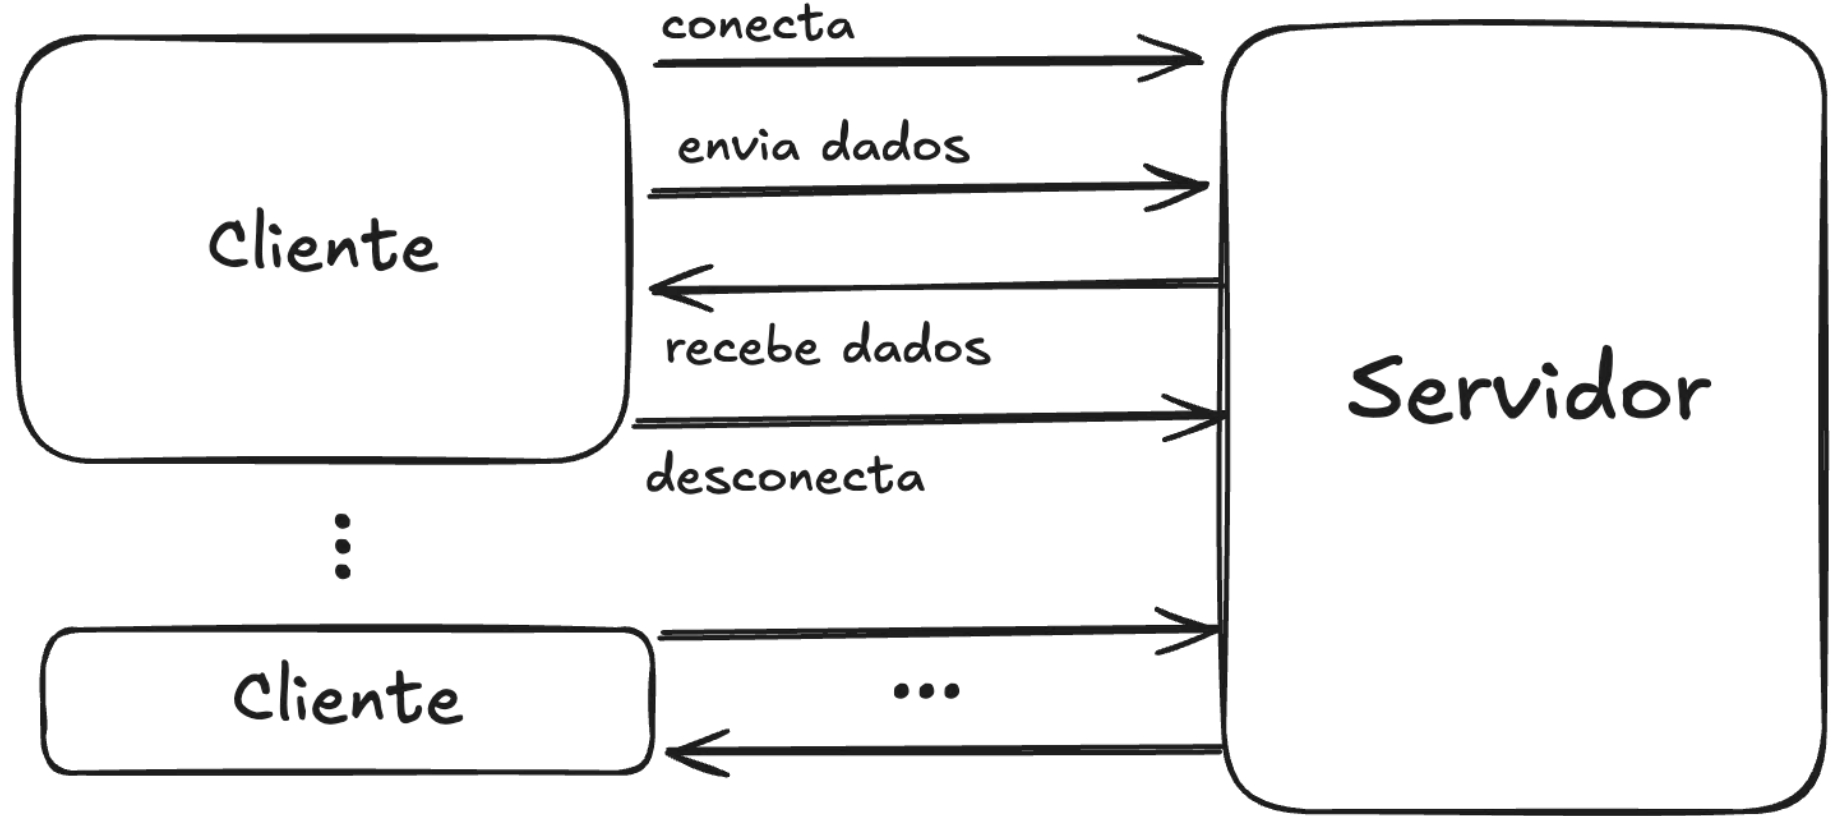 conecta
envia dados
Cliente
recebe dados
Servidor
desconecta
Cliente
...